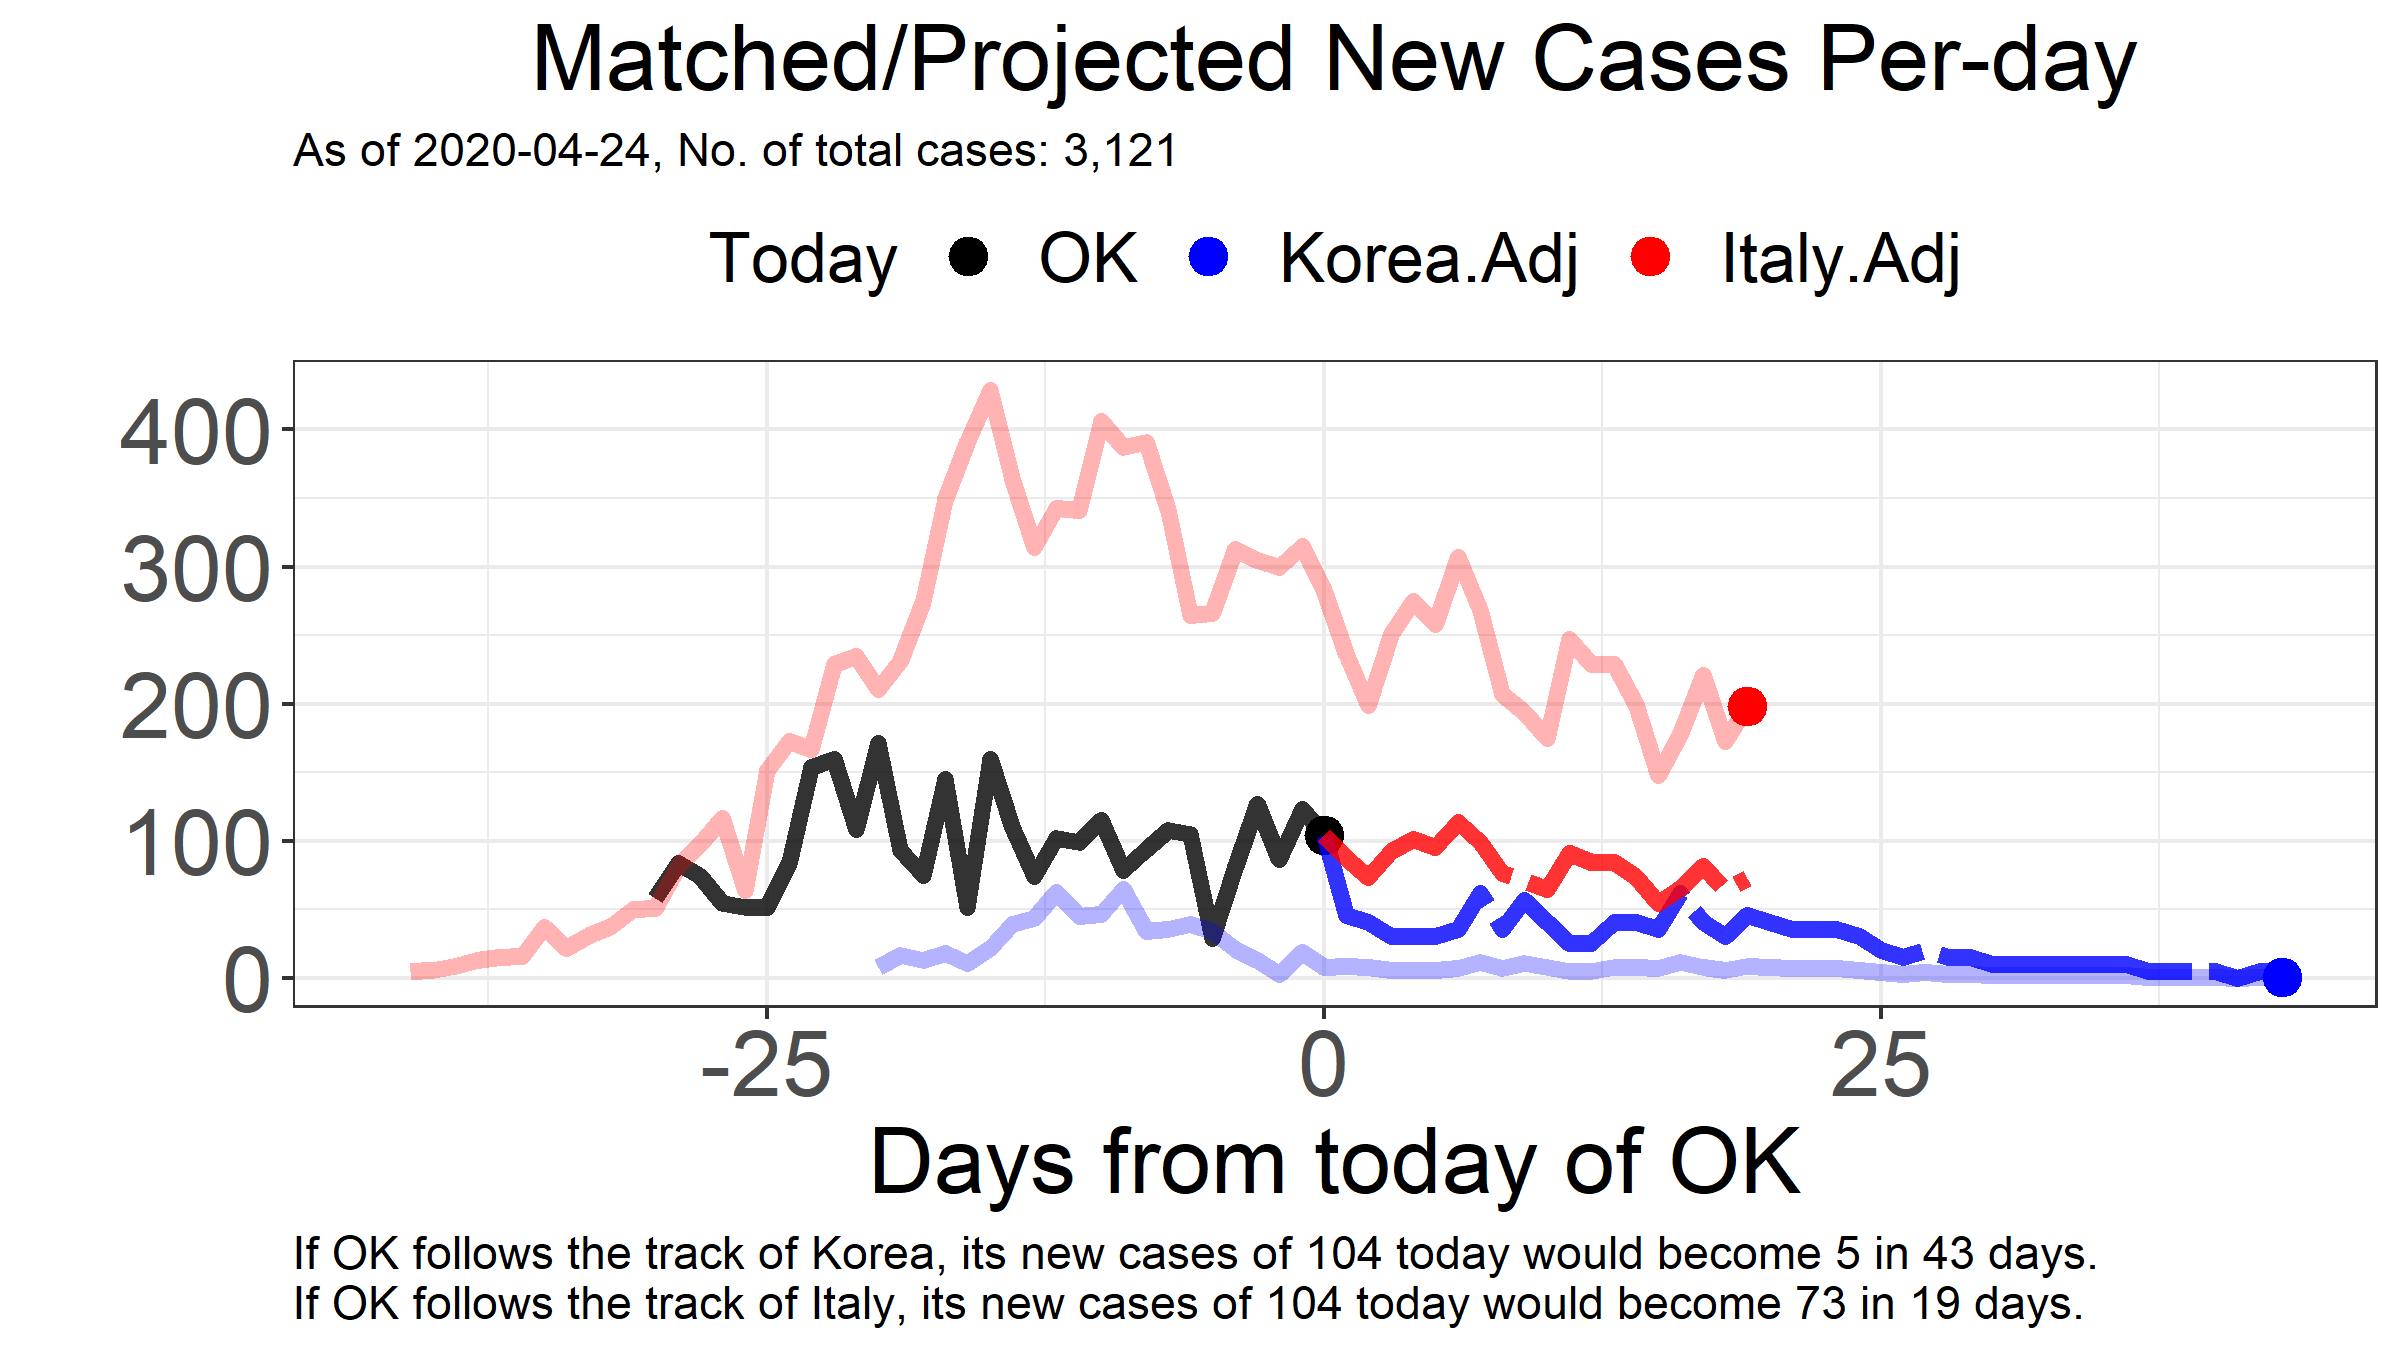 Matched/Projected New Cases Per-day
As of 2020-04-24, No. of total cases: 3,121
Today OK Korea.Adj Italy.Adj
400
300
200
100
0
-25 0 25
Days from today of OK
If OK follows the track of Korea, its new cases of 104 today would become 5 in 43 days.
If OK follows the track of Italy, its new cases of 104 today would become 73 in 19 days.